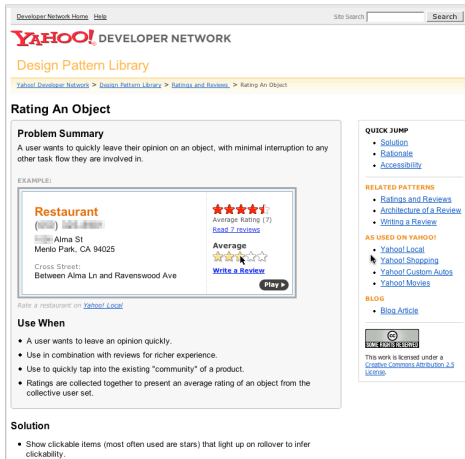 Developer Network Home Help
Site Search
Search
YAHOO! DEVELOPER NETWORK
Design Pattern Library
Yahoo! Developer Network > Design Pattern Library > Ratings and Reviews > Rating An Object
Rating An Object
Problem Summary
A user wants to quickly leave their opinion on an object, with minimal interruption to any
other task flow they are involved in.
EXAMPLE:
Restaurant
Alma St
Menlo Park, CA 94025
Cross Street:
Between Alma Ln and Ravenswood Ave
Average Rating (7)
Read 7 reviews
Average
Write a Review
Play
Rate a restaurant on Yahoo! Local
Use When
• A user wants to leave an opinion quickly.
• Use in combination with reviews for richer experience.
• Use to quickly tap into the existing "community" of a product.
• Ratings are collected together to present an average rating of an object from the
collective user set.
Solution
• Show clickable items (most often used are stars) that light up on rollover to infer
clickability.
QUICK JUMP
• Solution
• Rationale
• Accessibility
RELATED PATTERNS
• Ratings and Reviews
• Architecture of a Review
• Writing a Review
AS USED ON YAHOO!
• Yahoo! Local
• Yahoo! Shopping
• Yahoo! Custom Autos
• Yahoo! Movies
BLOG
• Blog Article
cc
SOME RIGHTS RESERVED
This work is licensed under a
Creative Commons Attribution 2.5
License.